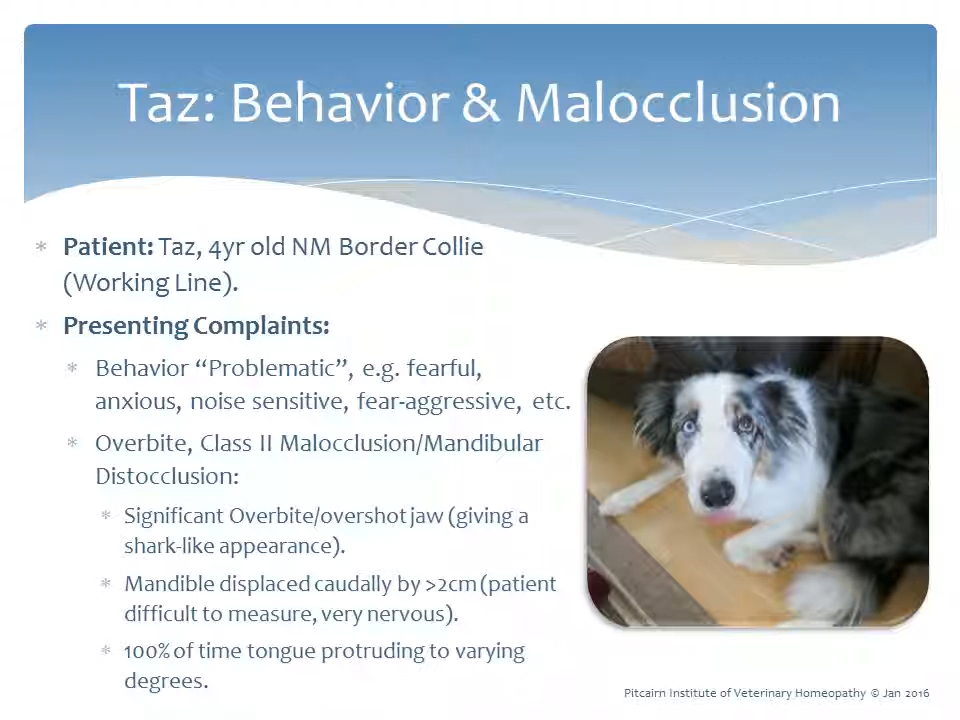 Taz: Behavior & Malocclusion
* Patient: Taz, 4yr old NM Border Collie
(Working Line).
* Presenting Complaints:
* Behavior “Problematic”, e.g. fearful,
anxious, noise sensitive, fear-aggressive, etc.
* Overbite, Class II Malocclusion/Mandibular
Distocclusion:
* Significant Overbite/overshot jaw (giving a
shark-like appearance).
* Mandible displaced caudally by >2cm (patient
difficult to measure, very nervous).
* 100% of time tongue protruding to varying
degrees.
Pitcairn Institute of Veterinary Homeopathy © Jan 2016